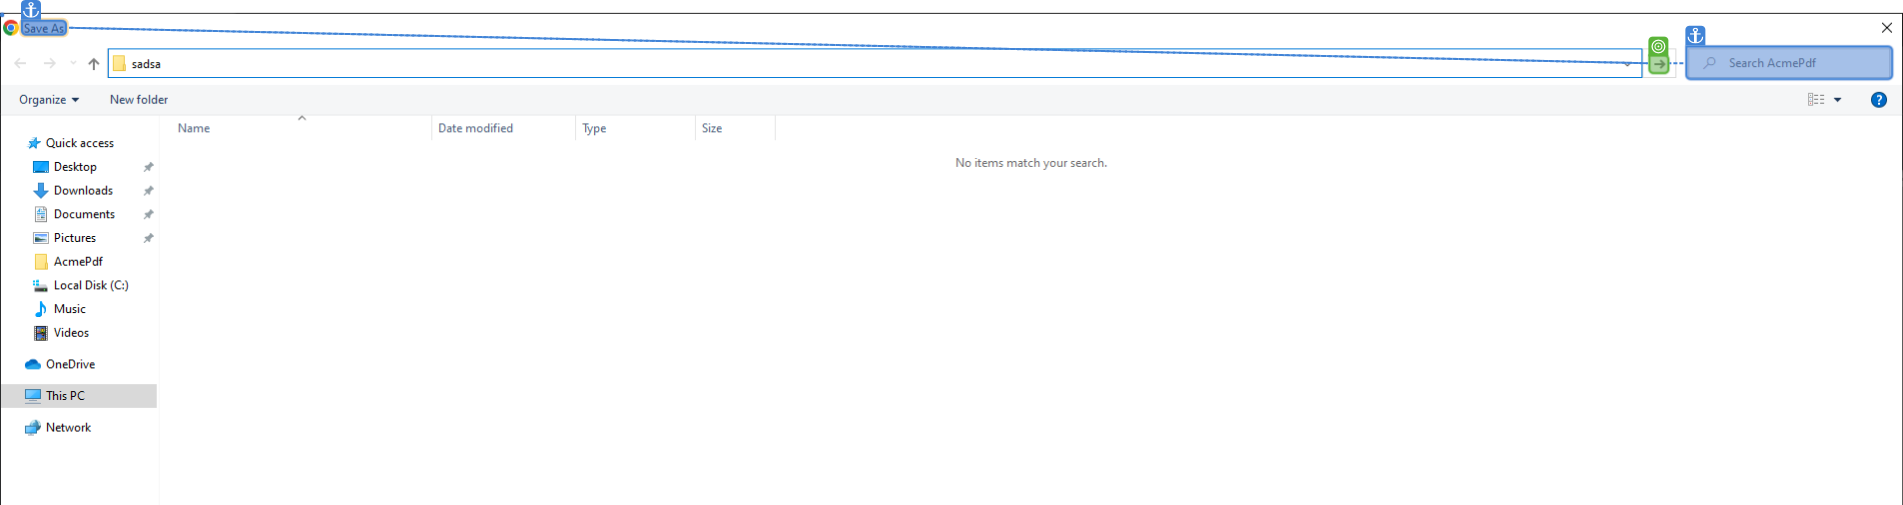 Save As
sadsa
Search AcmePdf
Organize
New folder
?
Name
Date modified
Type
Size
No items match your search.
Quick access
Desktop
Downloads
Documents
Pictures
AcmePdf
Local Disk (C:)
Music
Videos
OneDrive
This PC
Network